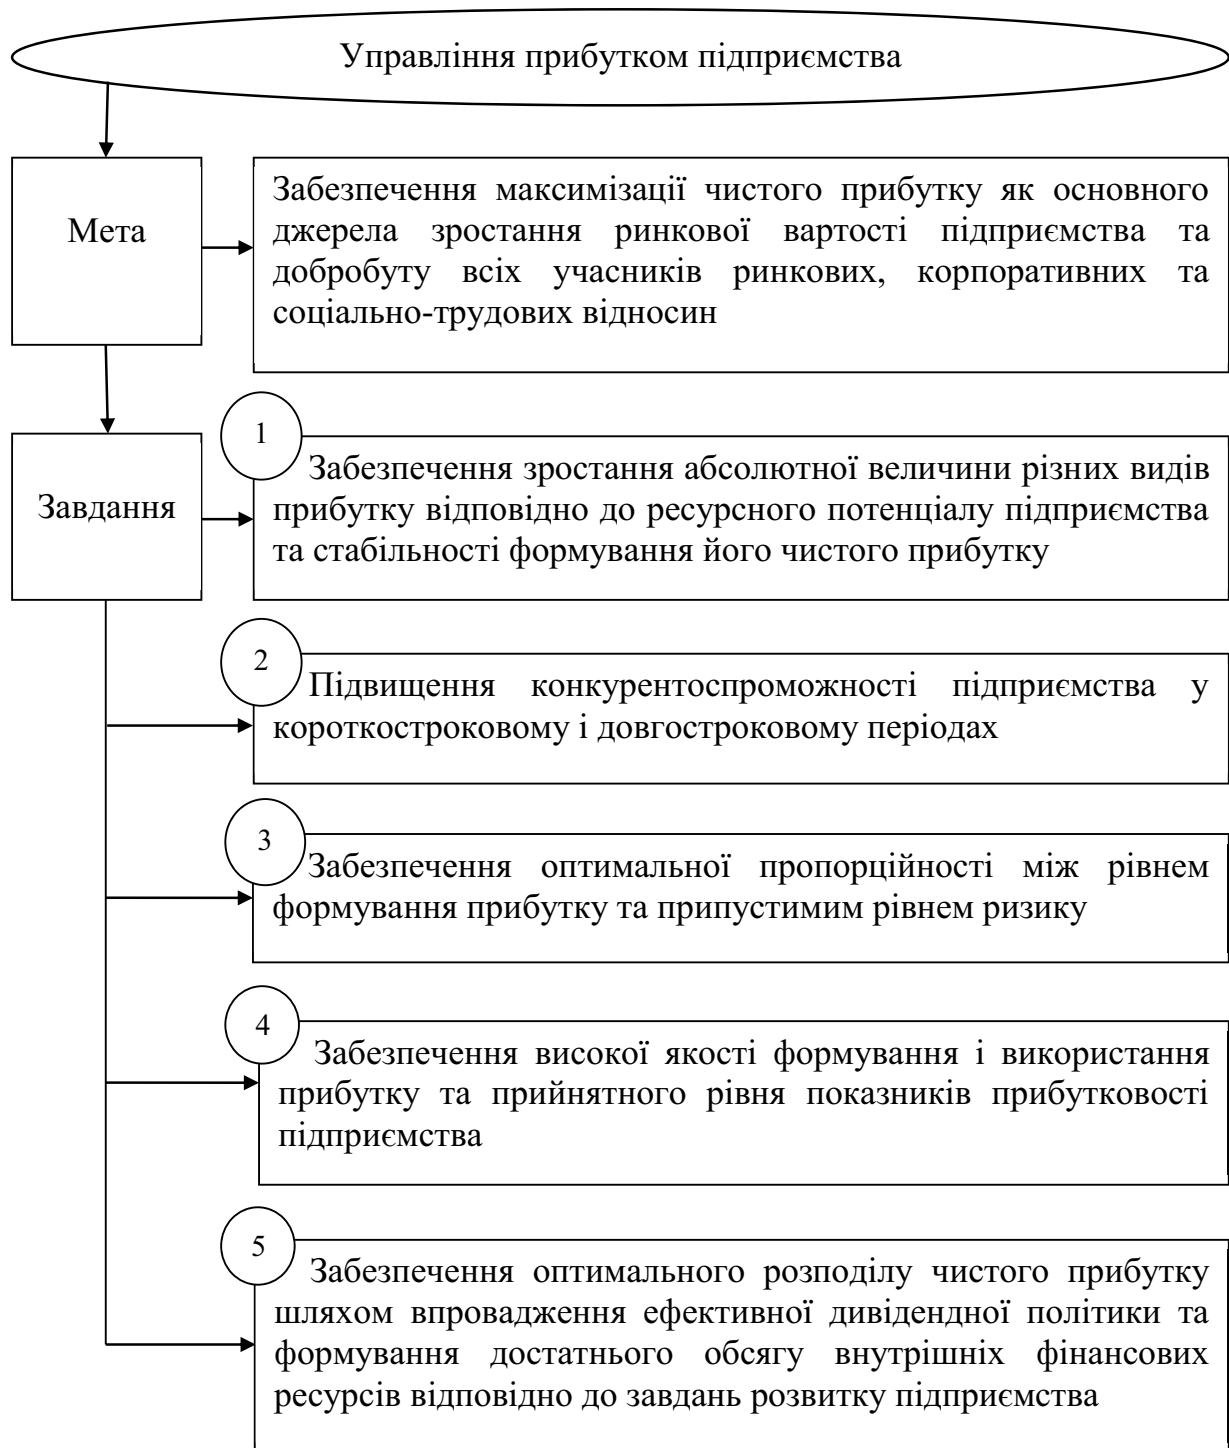 Управління прибутком підприємства
Мета
Забезпечення максимізації чистого прибутку як основного
джерела зростання ринкової вартості підприємства та
добробуту всіх учасників ринкових, корпоративних та
соціально-трудових відносин
Завдання
1
Забезпечення зростання абсолютної величини різних видів
прибутку відповідно до ресурсного потенціалу підприємства
та стабільності формування його чистого прибутку
2
Підвищення конкурентоспроможності підприємства у
короткостроковому і довгостроковому періодах
3
Забезпечення оптимальної пропорційності між рівнем
формування прибутку та припустимим рівнем ризику
4
Забезпечення високої якості формування і використання
прибутку та прийнятного рівня показників прибутковості
підприємства
5
Забезпечення оптимального розподілу чистого прибутку
шляхом впровадження ефективної дивідендної політики та
формування достатнього обсягу внутрішніх фінансових
ресурсів відповідно до завдань розвитку підприємства